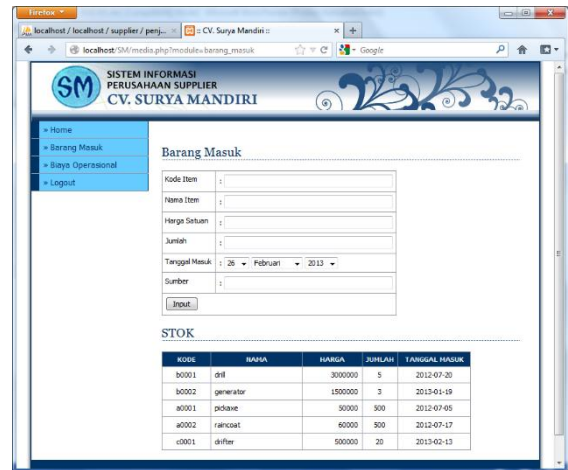 Firefox
localhost / localhost / supplier / penj...
:: CV. Surya Mandiri ::
localhost/SM/media.php?module=barang_masuk
Google
SM
SISTEM INFORMASI
PERUSAHAAN SUPPLIER
CV. SURYA MANDIRI
» Home
» Barang Masuk
» Biaya Operasional
» Logout
Barang Masuk
Kode Item :
Nama Item :
Harga Satuan :
Jumlah :
Tanggal Masuk : 26 Februari 2013
Sumber :
Input
STOK
KODE NAMA HARGA JUMLAH TANGGAL MASUK
b0001 drill 3000000 5 2012-07-20
b0002 generator 1500000 3 2013-01-19
a0001 pickaxe 50000 500 2012-07-05
a0002 raincoat 60000 500 2012-07-17
c0001 drifter 500000 20 2013-02-13